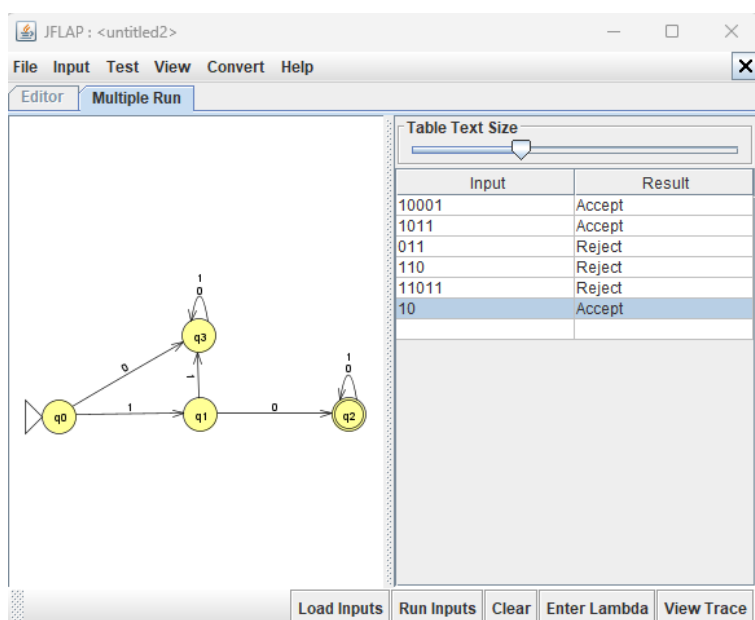 JFLAP : <untitled2>
File Input Test View Convert Help
Editor Multiple Run
Table Text Size
Input Result
10001 Accept
1011 Accept
011 Reject
110 Reject
11011 Reject
10 Accept
1
0
q3
0
1
1
0
q0
1
q1
0
q2
Load Inputs Run Inputs Clear Enter Lambda View Trace